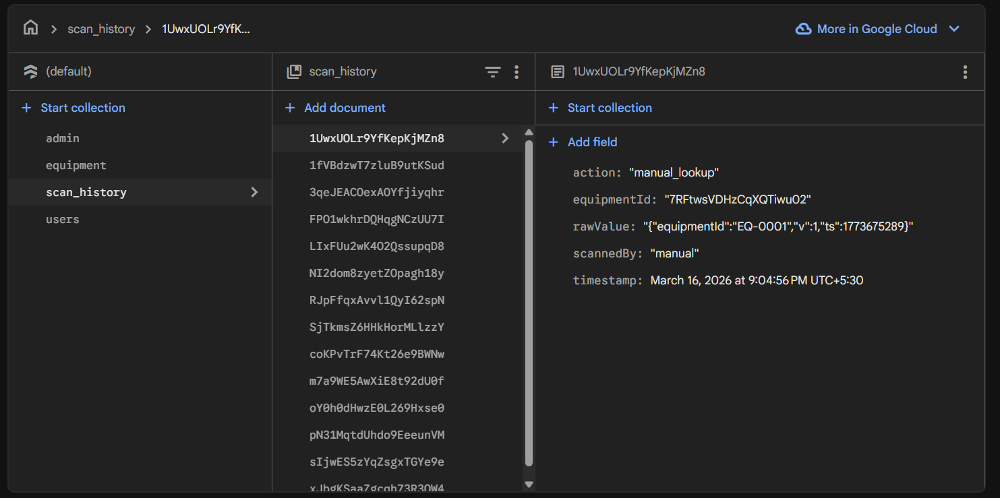 scan_history
1UwxUOLr9YfK...
More in Google Cloud
(default)
scan_history
1UwxUOLr9YfKepKjMZn8
Start collection
Add document
Start collection
admin
equipment
scan_history
users
1UwxUOLr9YfKepKjMZn8
1fVBdzwT7zluB9utKSud
3qeJEACOexAOYfjiyqhr
FPO1wkhrDQHqgNCzUU7I
LIxFUu2wK4O2QssupqD8
NI2dom8zyetZOpagh18y
RJpFfqxAvvl1QyI62spN
SjTkmsZ6HHkHorMLlzzY
coKPvTrF74Kt26e9BWNw
m7a9WE5AwXiE8t92dU0f
oY0h0dHwzE0L269Hxse0
pN31MqtdUhdo9EeeunVM
sIjwES5zYqZsgxTGYe9e
Add field
action: "manual_lookup"
equipmentId: "7RFtwsVDHzCqXQTiwu02"
rawValue: "{"equipmentId":"EQ-0001","v":1,"ts":1773675289}"
scannedBy: "manual"
timestamp: March 16, 2026 at 9:04:56 PM UTC+5:30